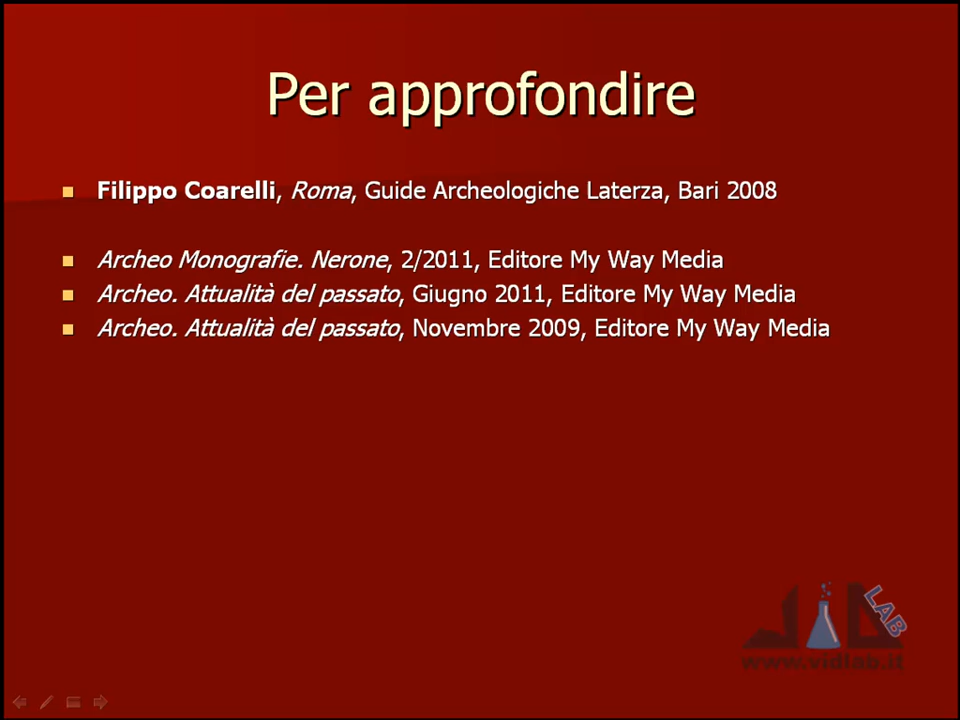 Per approfondire
Filippo Coarelli, Roma, Guide Archeologiche Laterza, Bari 2008
Archeo Monografie. Nerone, 2/2011, Editore My Way Media
Archeo. Attualità del passato, Giugno 2011, Editore My Way Media
Archeo. Attualità del passato, Novembre 2009, Editore My Way Media
LAB
www.vidlab.it